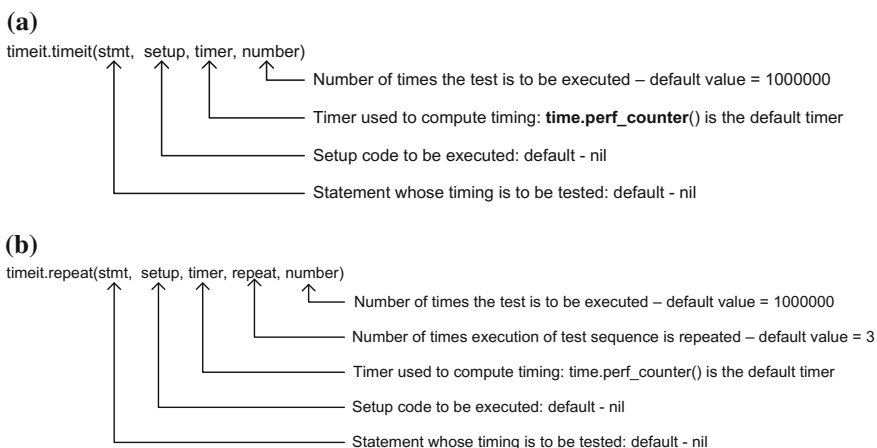 (a)
timeit.timeit(stmt, setup, timer, number)
Number of times the test is to be executed – default value = 1000000
Timer used to compute timing: time.perf_counter() is the default timer
Setup code to be executed: default - nil
Statement whose timing is to be tested: default - nil
(b)
timeit.repeat(stmt, setup, timer, repeat, number)
Number of times the test is to be executed – default value = 1000000
Number of times execution of test sequence is repeated – default value = 3
Timer used to compute timing: time.perf_counter() is the default timer
Setup code to be executed: default - nil
Statement whose timing is to be tested: default - nil